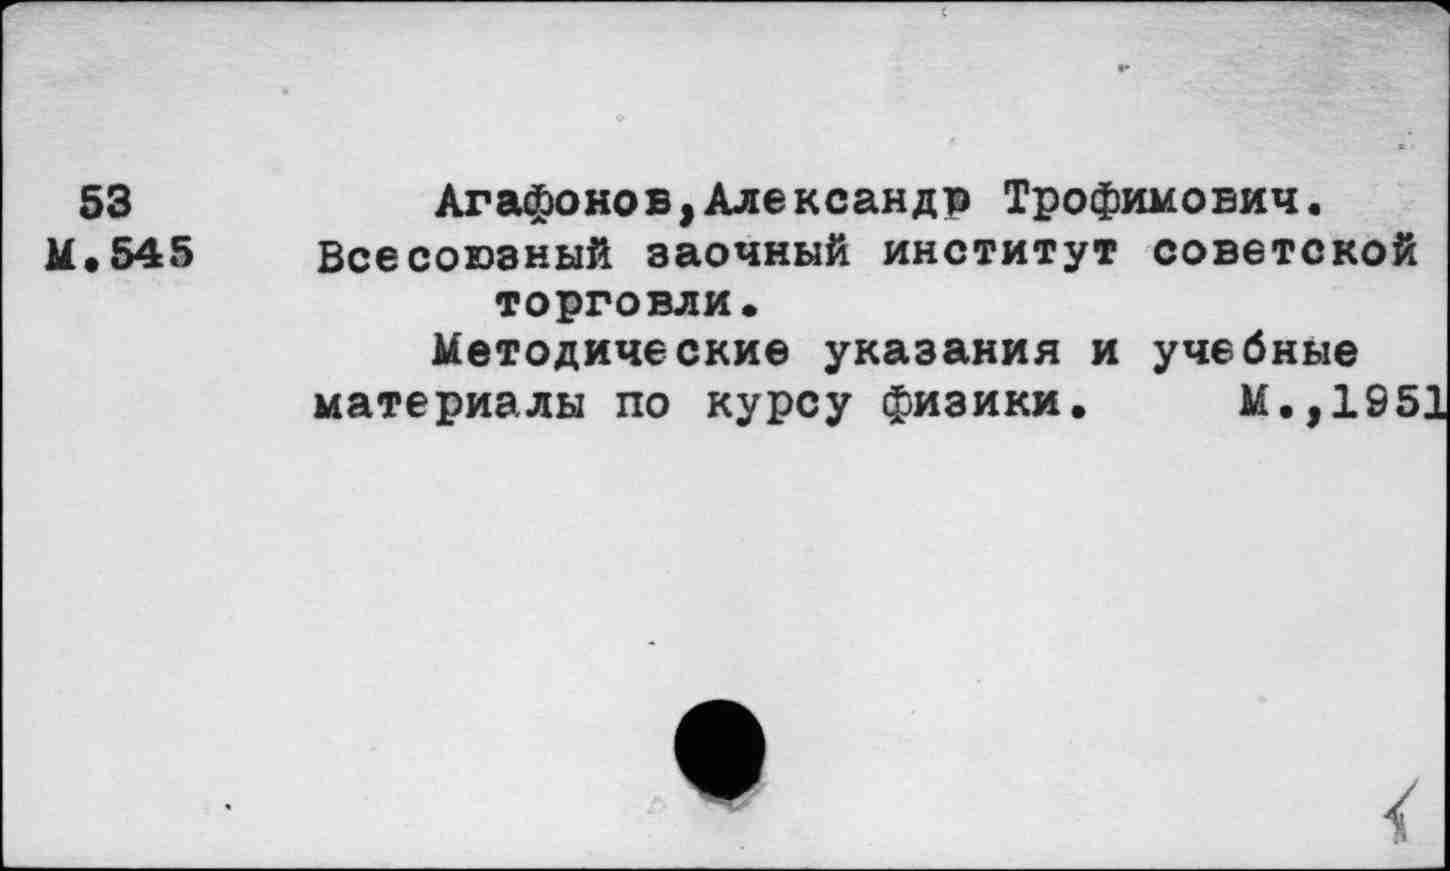 53 Агафонов,Александр Трофимович.
М.545 Всесоюзный заочный институт советской
торговли.
Методические указания и учебные
материалы по курсу физики. М.,1951